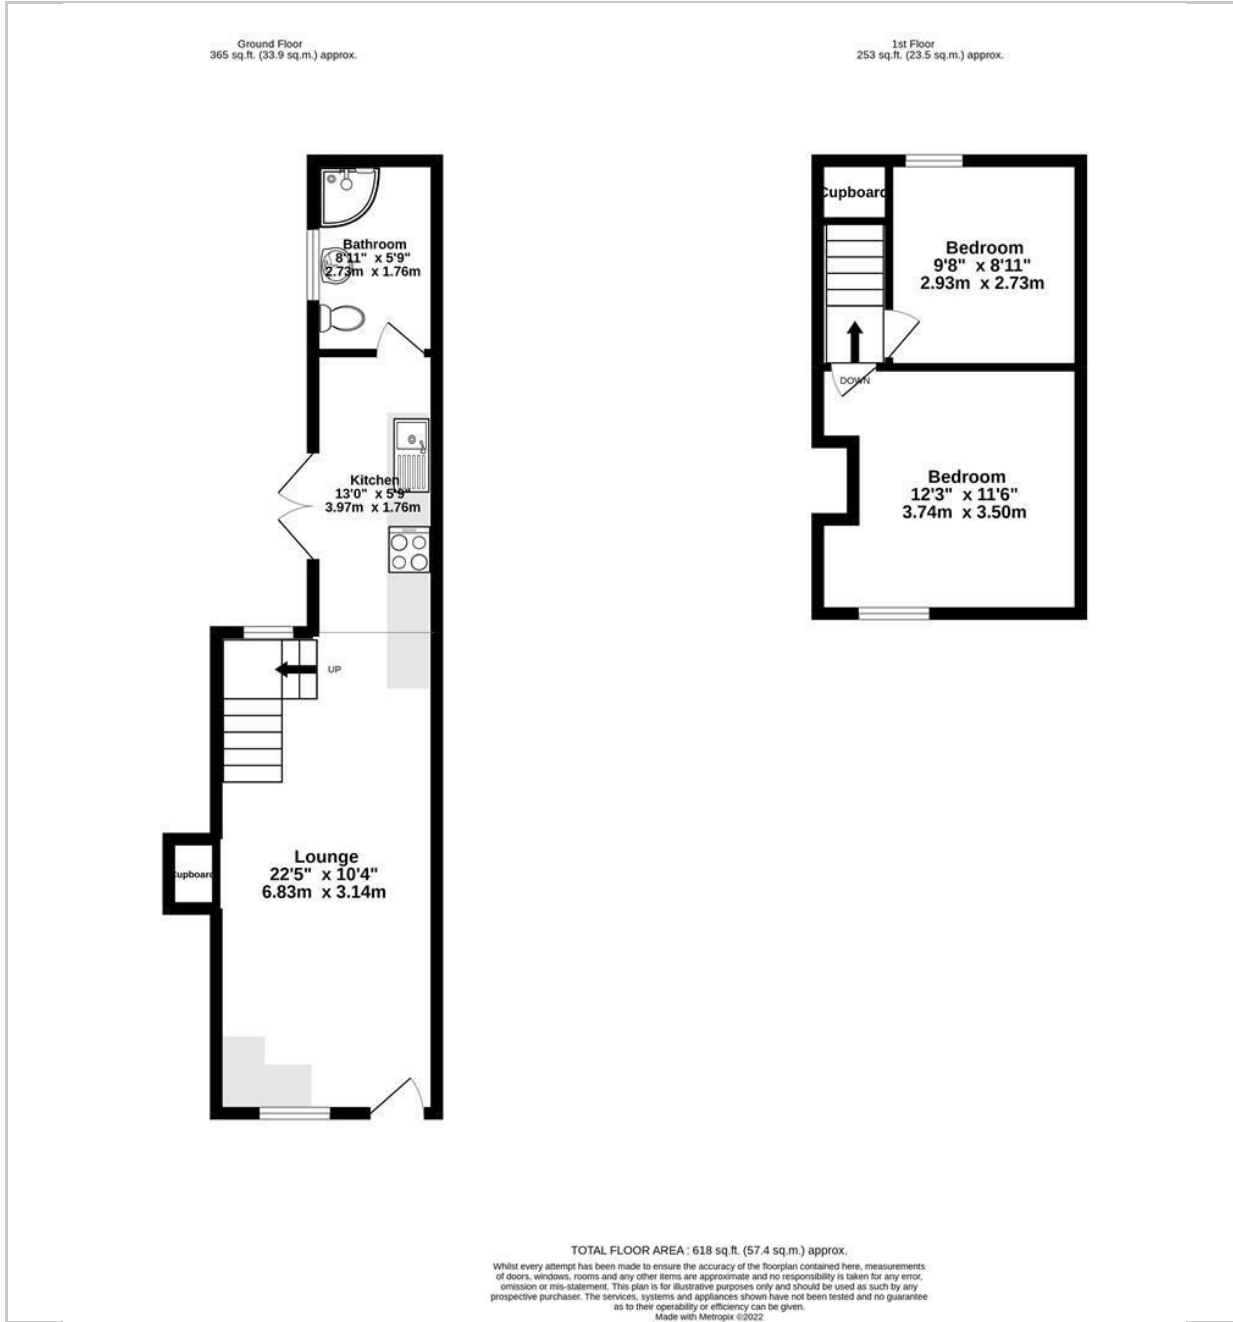 Ground Floor
365 sq.ft. (33.9 sq.m.) approx.
1st Floor
253 sq.ft. (23.5 sq.m.) approx.
Bathroom
8'11" x 5'9"
2.73m x 1.76m
Kitchen
13'0" x 5'9"
3.97m x 1.76m
UP
Lounge
22'5" x 10'4"
6.83m x 3.14m
Cupboard
Cupboard
Bedroom
9'8" x 8'11"
2.93m x 2.73m
DOWN
Bedroom
12'3" x 11'6"
3.74m x 3.50m
TOTAL FLOOR AREA : 618 sq.ft. (57.4 sq.m.) approx.
Whilst every attempt has been made to ensure the accuracy of the floorplan contained here, measurements
of doors, windows, rooms and any other items are approximate and no responsibility is taken for any error,
omission or mis-statement. This plan is for illustrative purposes only and should be used as such by any
prospective purchaser. The services, systems and appliances shown have not been tested and no guarantee
as to their operability or efficiency can be given.
Made with Metropix ©2022